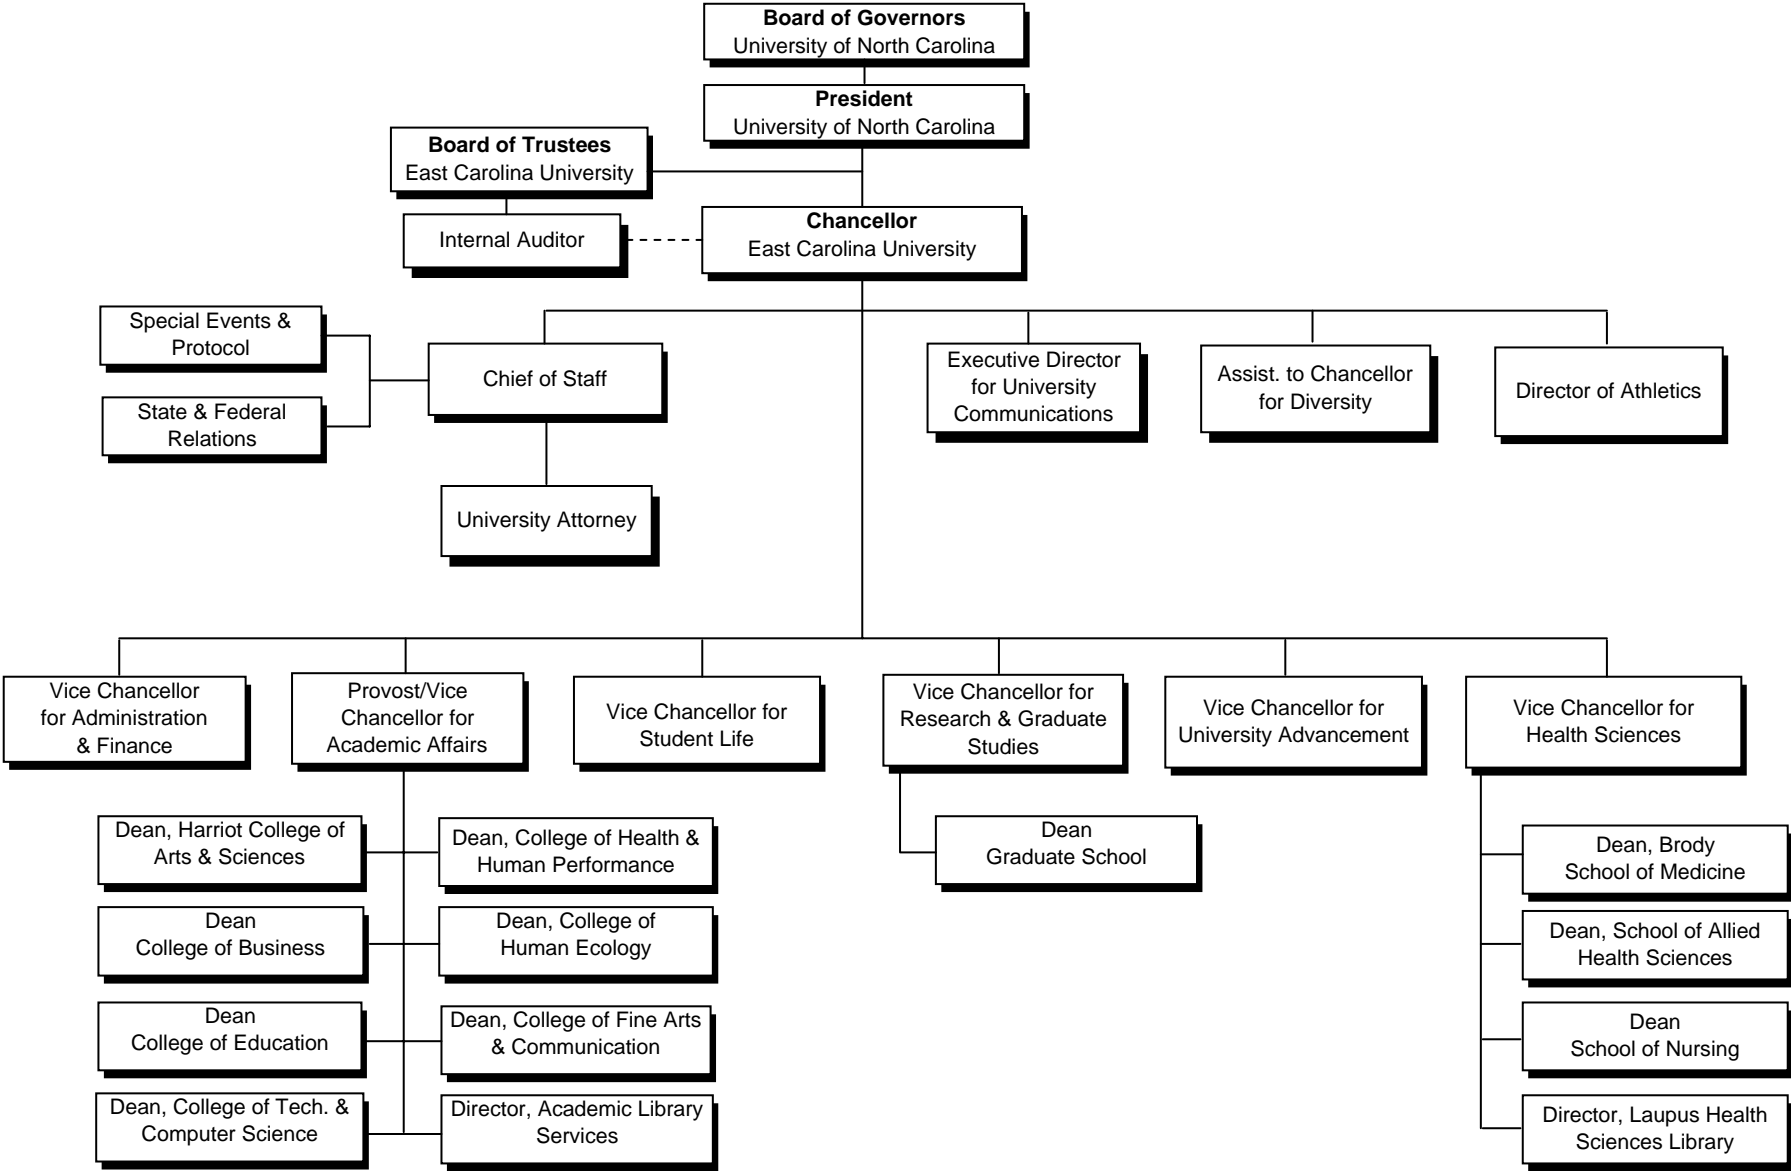 Board of Governors
University of North Carolina
President
University of North Carolina
Board of Trustees
East Carolina University
Chancellor
East Carolina University
Internal Auditor
Special Events &
Protocol
State & Federal
Relations
Chief of Staff
Executive Director
for University
Communications
Assist. to Chancellor
for Diversity
Director of Athletics
University Attorney
Vice Chancellor
for Administration
& Finance
Provost/Vice
Chancellor for
Academic Affairs
Vice Chancellor for
Student Life
Vice Chancellor for
Research & Graduate
Studies
Vice Chancellor for
University Advancement
Vice Chancellor for
Health Sciences
Dean, Harriot College of
Arts & Sciences
Dean, College of Health &
Human Performance
Dean
College of Business
Dean, College of
Human Ecology
Dean
College of Education
Dean, College of Fine Arts
& Communication
Dean, College of Tech. &
Computer Science
Director, Academic Library
Services
Dean
Graduate School
Dean, Brody
School of Medicine
Dean, School of Allied
Health Sciences
Dean
School of Nursing
Director, Laupus Health
Sciences Library